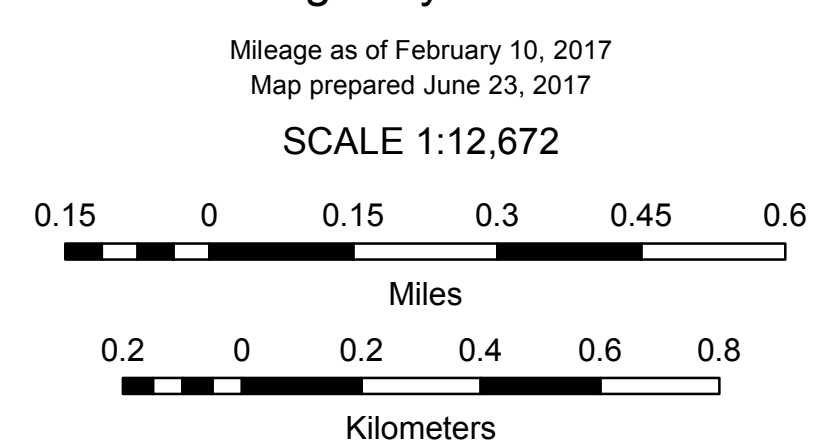 Mileage as of February 10, 2017
Map prepared June 23, 2017
SCALE 1:12,672
0.15 0 0.15 0.3 0.45 0.6
Miles
0.2 0 0.2 0.4 0.6 0.8
Kilometers